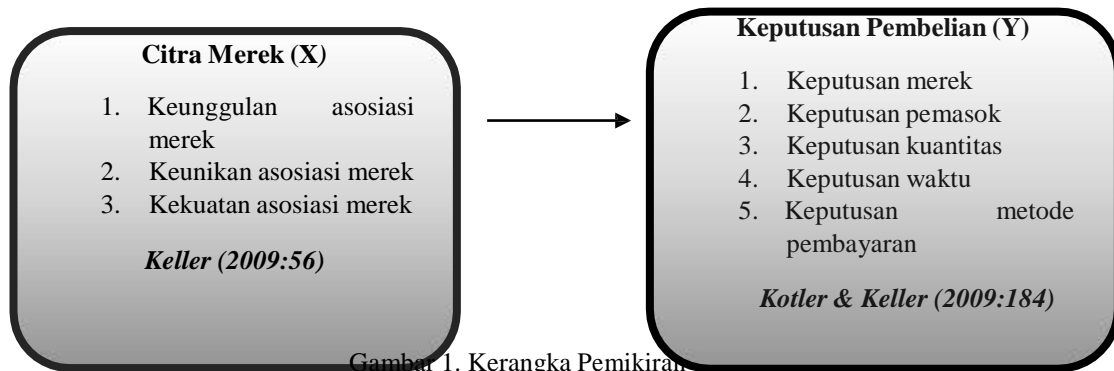 Citra Merek (X)
1. Keunggulan asosiasi
merek
2. Keunikan asosiasi merek
3. Kekuatan asosiasi merek
Keller (2009:56)
Keputusan Pembelian (Y)
1. Keputusan merek
2. Keputusan pemasok
3. Keputusan kuantitas
4. Keputusan waktu
5. Keputusan metode
pembayaran
Kotler & Keller (2009:184)
Gambar 1. Kerangka Pemikiran